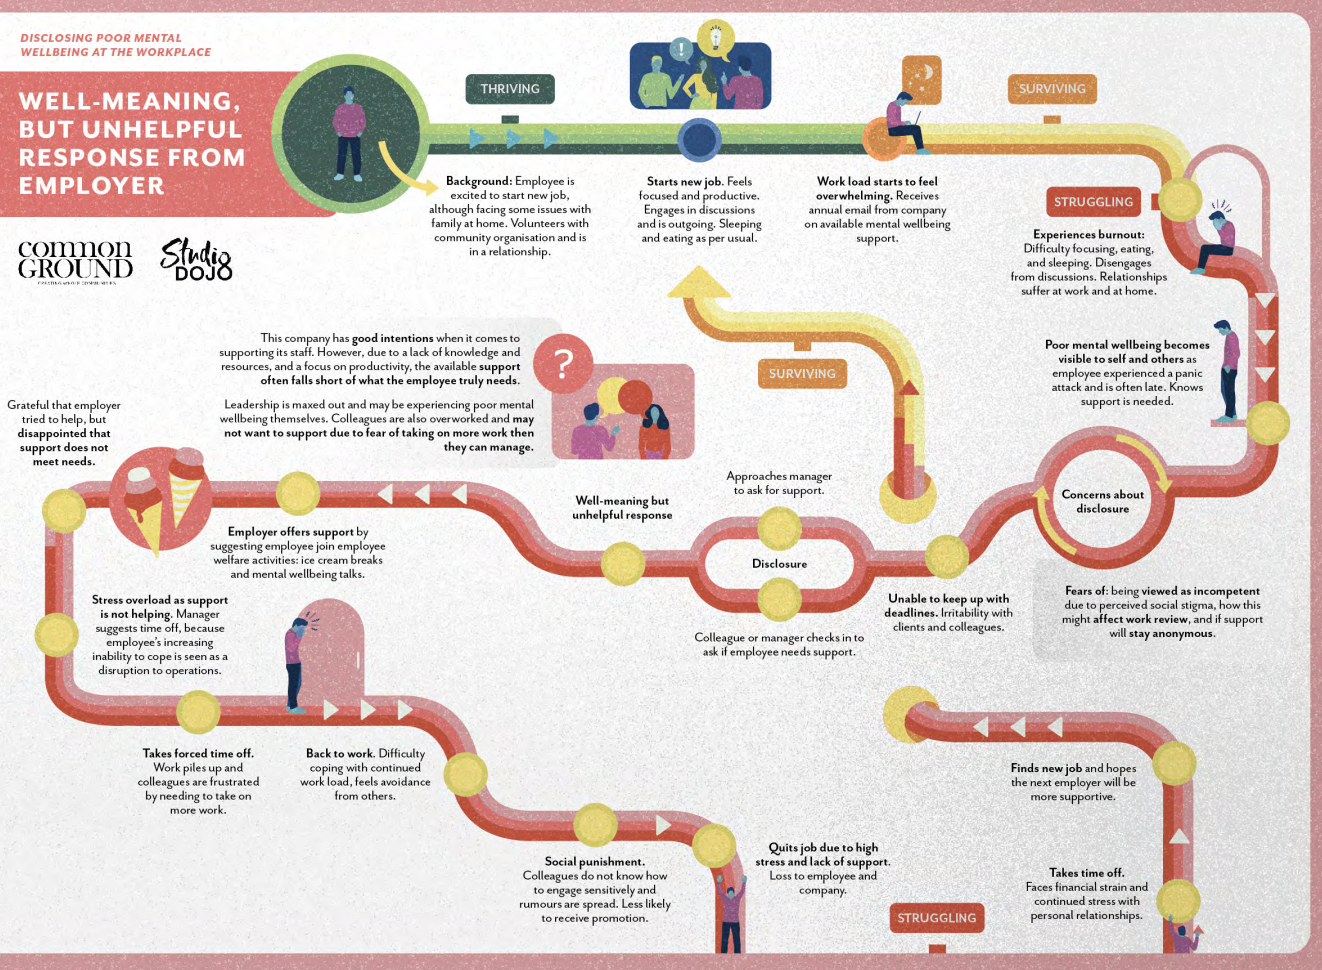 DISCLOSING POOR MENTAL
WELLBEING AT THE WORKPLACE
WELL-MEANING,
BUT UNHELPFUL
RESPONSE FROM
EMPLOYER
COMMON
GROUND
CREATING WHOLE COMMUNITIES
Studio
DOJO
THRIVING
Background: Employee is
excited to start new job,
although facing some issues with
family at home. Volunteers with
community organisation and is
in a relationship.
!
Starts new job. Feels
focused and productive.
Engages in discussions
and is outgoing. Sleeping
and eating as per usual.
Work load starts to feel
overwhelming. Receives
annual email from company
on available mental wellbeing
support.
SURVIVING
STRUGGLING
Experiences burnout:
Difficulty focusing, eating,
and sleeping. Disengages
from discussions. Relationships
suffer at work and at home.
Poor mental wellbeing becomes
visible to self and others as
employee experienced a panic
attack and is often late. Knows
support is needed.
Concerns about
disclosure
Fears of: being viewed as incompetent
due to perceived social stigma, how this
might affect work review, and if support
will stay anonymous.
Unable to keep up with
deadlines. Irritability with
clients and colleagues.
SURVIVING
Approaches manager
to ask for support.
Disclosure
Colleague or manager checks in to
ask if employee needs support.
Well-meaning but
unhelpful response
?
This company has good intentions when it comes to
supporting its staff. However, due to a lack of knowledge and
resources, and a focus on productivity, the available support
often falls short of what the employee truly needs.
Leadership is maxed out and may be experiencing poor mental
wellbeing themselves. Colleagues are also overworked and may
not want to support due to fear of taking on more work then
they can manage.
Employer offers support by
suggesting employee join employee
welfare activities: ice cream breaks
and mental wellbeing talks.
Grateful that employer
tried to help, but
disappointed that
support does not
meet needs.
Stress overload as support
is not helping. Manager
suggests time off, because
employee's increasing
inability to cope is seen as a
disruption to operations.
Takes forced time off.
Work piles up and
colleagues are frustrated
by needing to take on
more work.
Back to work. Difficulty
coping with continued
work load, feels avoidance
from others.
Social punishment.
Colleagues do not know how
to engage sensitively and
rumours are spread. Less likely
to receive promotion.
Quits job due to high
stress and lack of support.
Loss to employee and
company.
STRUGGLING
Takes time off.
Faces financial strain and
continued stress with
personal relationships.
Finds new job and hopes
the next employer will be
more supportive.